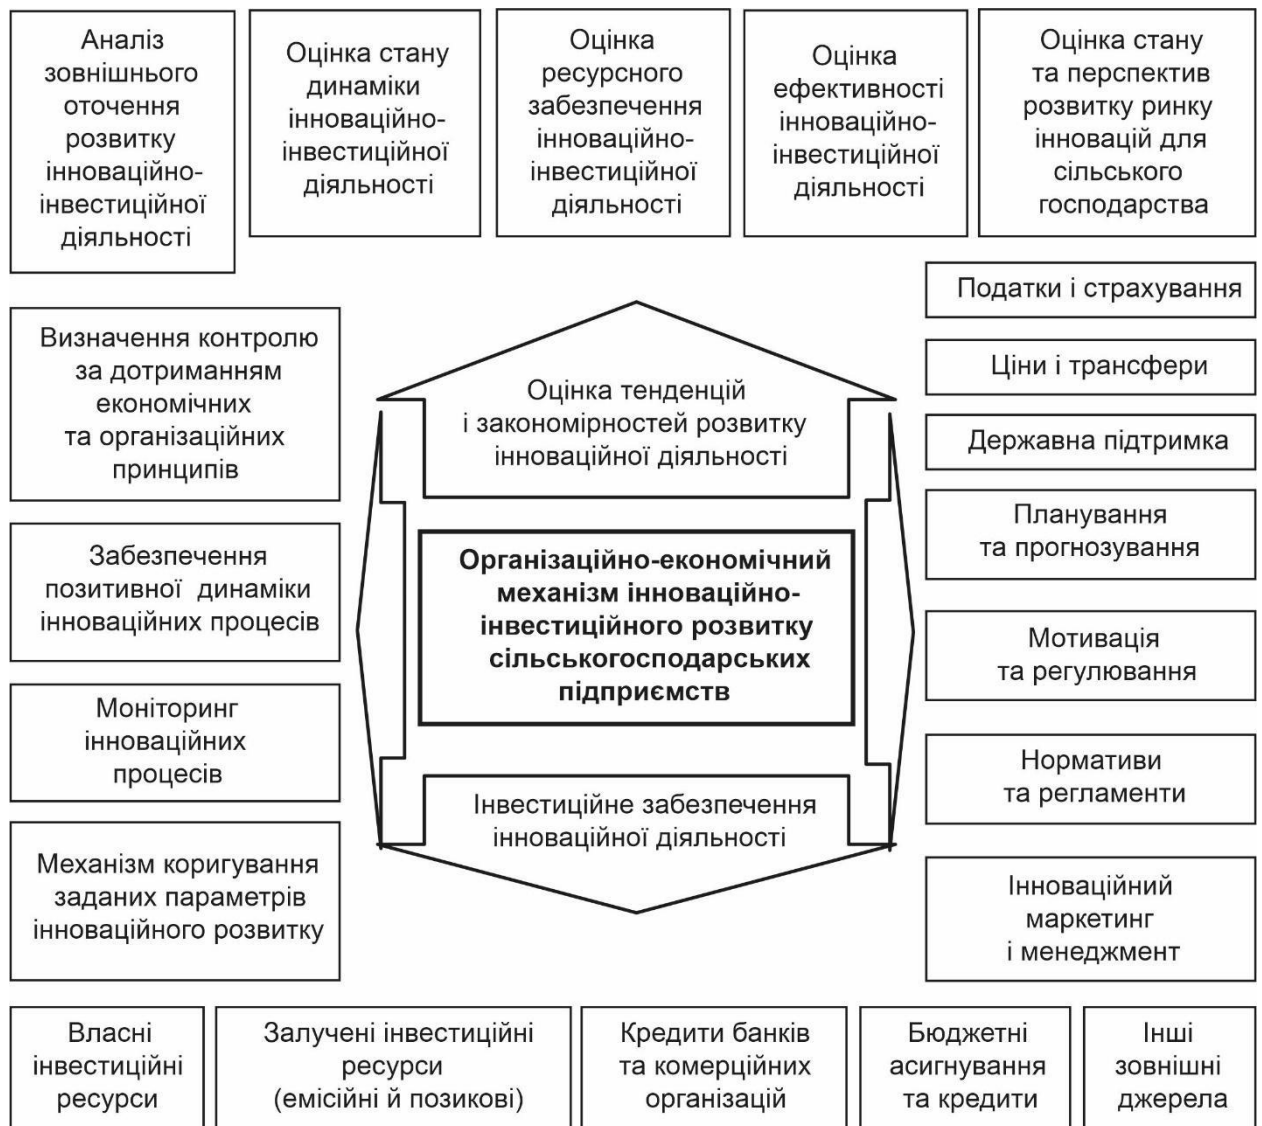 Аналіз
зовнішнього
оточення
розвитку
інноваційно-
інвестиційної
діяльності
Оцінка стану
динаміки
інноваційно-
інвестиційної
діяльності
Оцінка
ресурсного
забезпечення
інноваційно-
інвестиційної
діяльності
Оцінка
ефективності
інноваційно-
інвестиційної
діяльності
Оцінка стану
та перспектив
розвитку ринку
інновацій для
сільського
господарства
Визначення контролю
за дотриманням
економічних
та організаційних
принципів
Забезпечення
позитивної динаміки
інноваційних процесів
Моніторинг
інноваційних
процесів
Механізм коригування
заданих параметрів
інноваційного розвитку
Оцінка тенденцій
і закономірностей розвитку
інноваційної діяльності
Організаційно-економічний
механізм інноваційно-
інвестиційного розвитку
сільськогосподарських
підприємств
Інвестиційне забезпечення
інноваційної діяльності
Податки і страхування
Ціни і трансфери
Державна підтримка
Планування
та прогнозування
Мотивація
та регулювання
Нормативи
та регламенти
Інноваційний
маркетинг
і менеджмент
Власні
інвестиційні
ресурси
Залучені інвестиційні
ресурси
(емісійні й позикові)
Кредити банків
та комерційних
організацій
Бюджетні
асигнування
та кредити
Інші
зовнішні
джерела